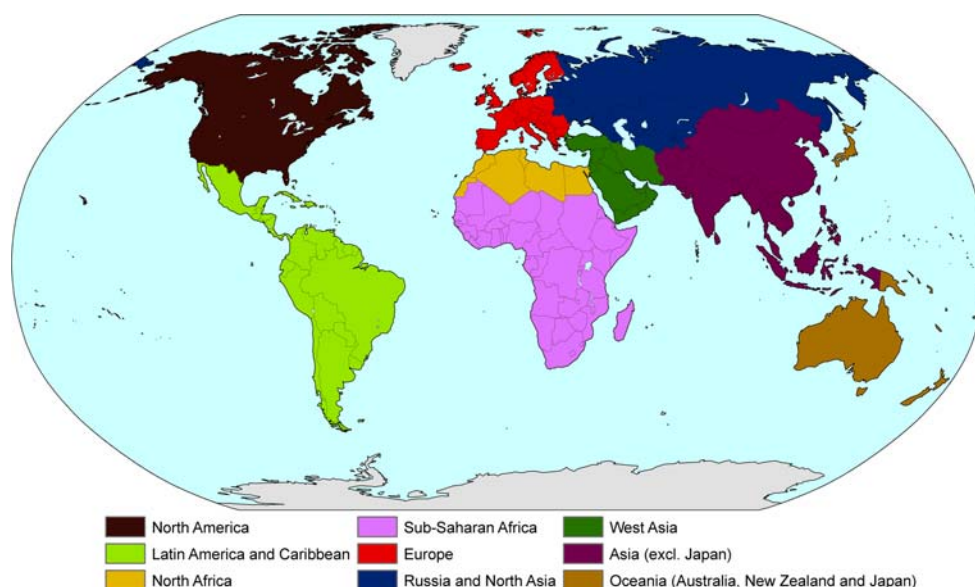 North America
Sub-Saharan Africa
West Asia
Latin America and Caribbean
Europe
Asia (excl. Japan)
North Africa
Russia and North Asia
Oceania (Australia, New Zealand and Japan)